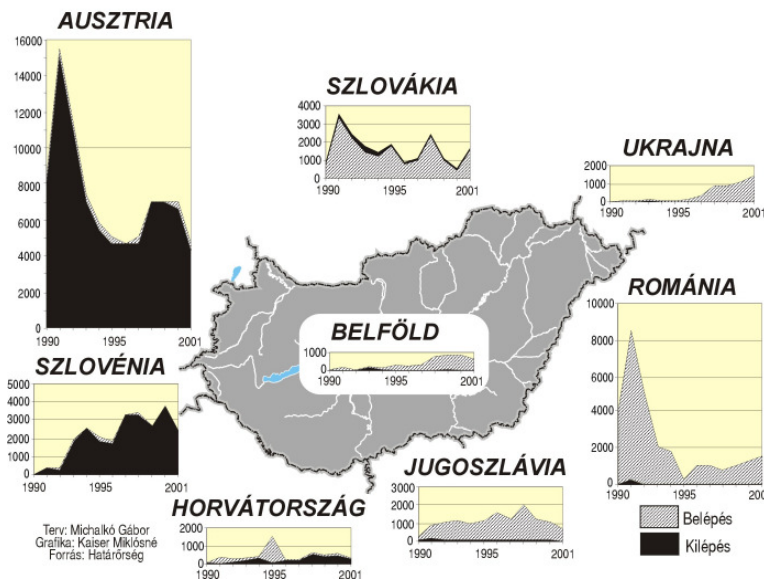 AUSZTRIA
16000
14000
12000
10000
8000
6000
4000
2000
0
1990 1995 2001
SZLOVÁKIA
4000
3000
2000
1000
0
1990 1995 2001
UKRAJNA
2000
1000
0
1990 1995 2001
ROMÁNIA
10000
8000
6000
4000
2000
0
1990 1995 2001
BELFÖLD
1000
0
1990 1995 2001
SZLOVÉNIA
5000
4000
3000
2000
1000
0
1990 1995 2001
HORVÁTORSZÁG
2000
1000
0
1990 1995 2001
JUGOSZLÁVIA
3000
2000
1000
0
1990 1995 2001
Belépés
Kilépés
Terv: Michalkó Gábor
Grafika: Kaiser Miklósné
Forrás: Határőrség